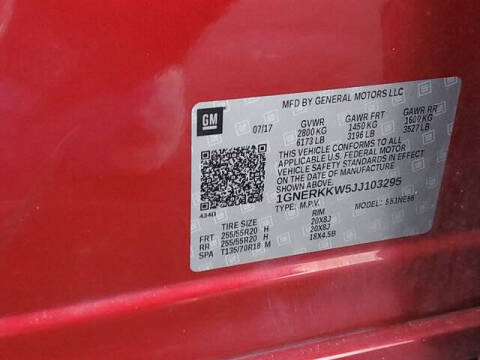 GM
MFD BY GENERAL MOTORS LLC
07/17 GVWR GAWR FRT GAWR RR
2800 KG 1450 KG 1600 KG
6173 LB 3196 LB 3527 LB
THIS VEHICLE CONFORMS TO ALL
APPLICABLE U.S. FEDERAL MOTOR
VEHICLE SAFETY STANDARDS IN EFFECT
ON THE DATE OF MANUFACTURE
SHOWN ABOVE.
1GNERKKW5JJ103295
TYPE: M.P.V. MODEL:
TIRE SIZE RIM
FRT 255/55R20 H 20X8J
RR 255/55R20 H 20X8J
SPA T135/70R18 M 18X4.5B